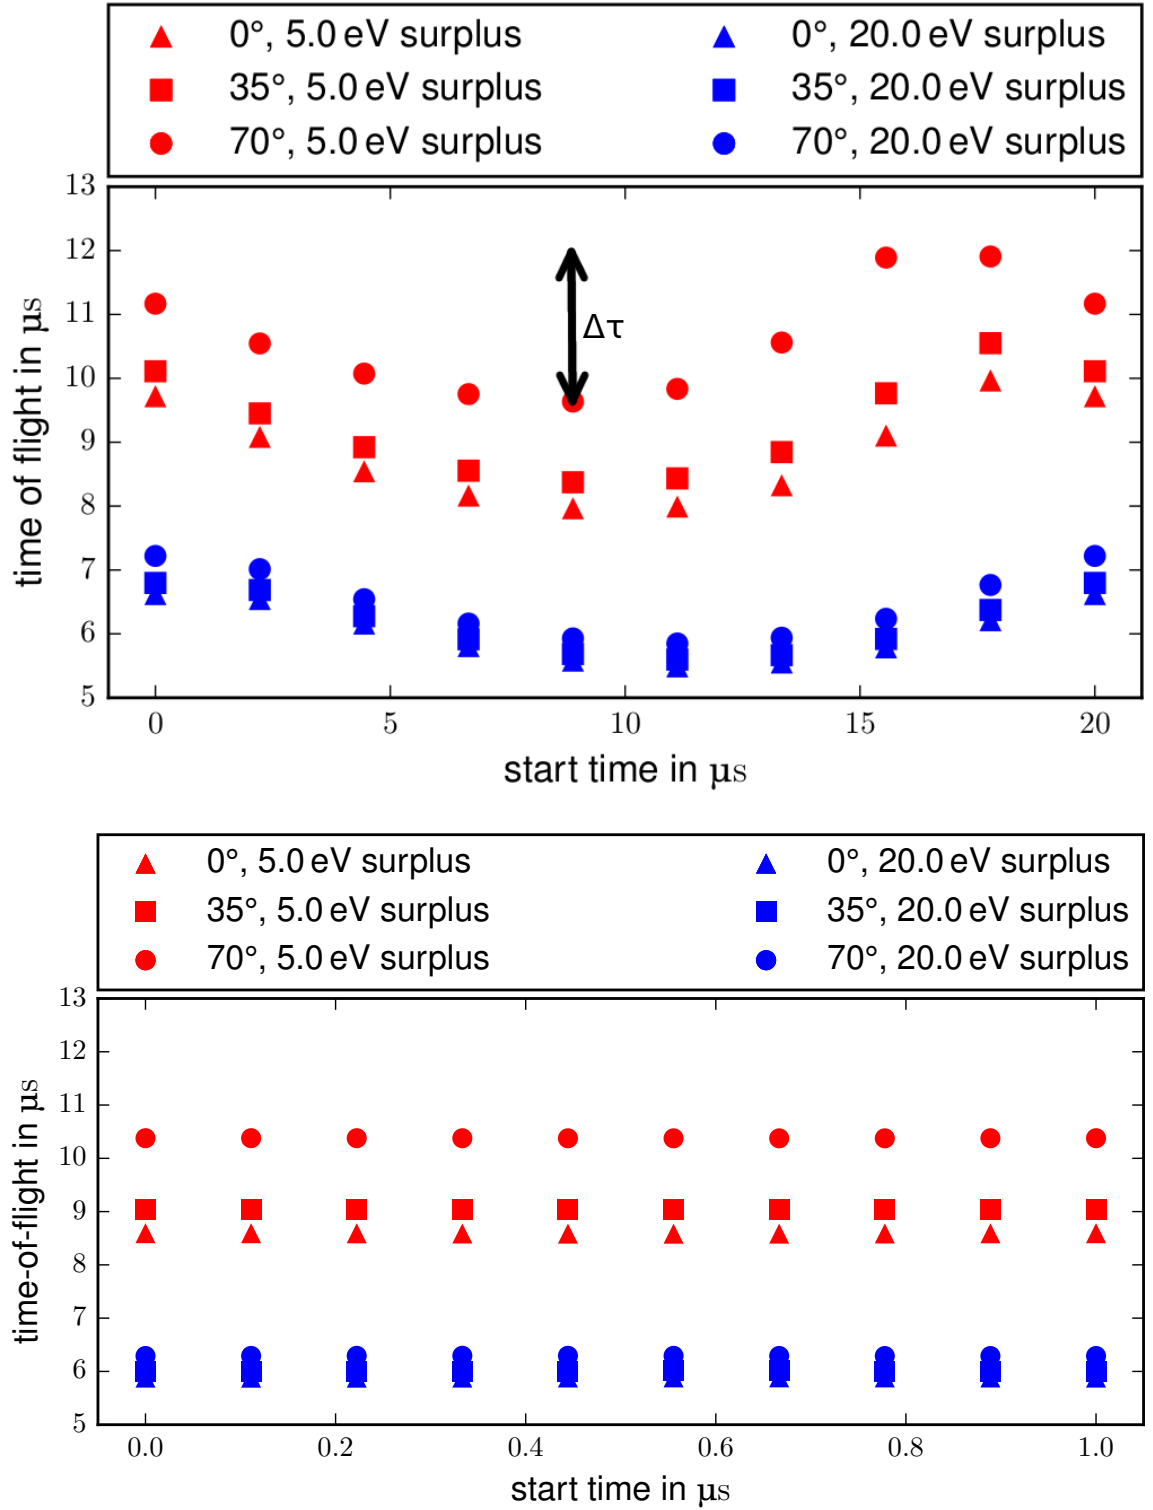 0°, 5.0 eV surplus 0°, 20.0 eV surplus
35°, 5.0 eV surplus 35°, 20.0 eV surplus
70°, 5.0 eV surplus 70°, 20.0 eV surplus
13
12
11
10
9
8
7
6
5
time of flight in µs
Δτ
0 5 10 15 20
start time in µs
0°, 5.0 eV surplus 0°, 20.0 eV surplus
35°, 5.0 eV surplus 35°, 20.0 eV surplus
70°, 5.0 eV surplus 70°, 20.0 eV surplus
13
12
11
10
9
8
7
6
5
time-of-flight in µs
0.0 0.2 0.4 0.6 0.8 1.0
start time in µs